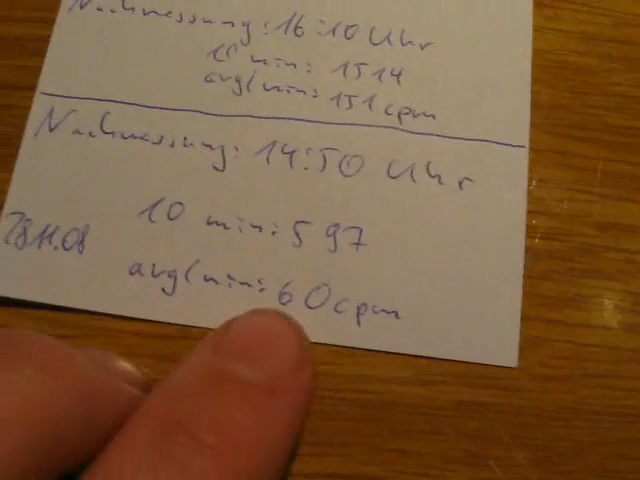 Nachmessung: 16:10 Uhr
10 min: 1514
avg/min: 151 cpm
Nachmessung: 14:50 Uhr
10 min: 597
28.11.08
avg/min: 60 cpm